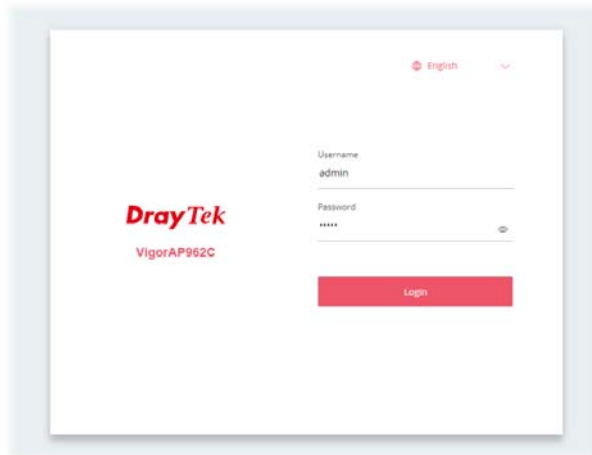 English
Username
admin
Password
•••••
DrayTek
VigorAP962C
Login